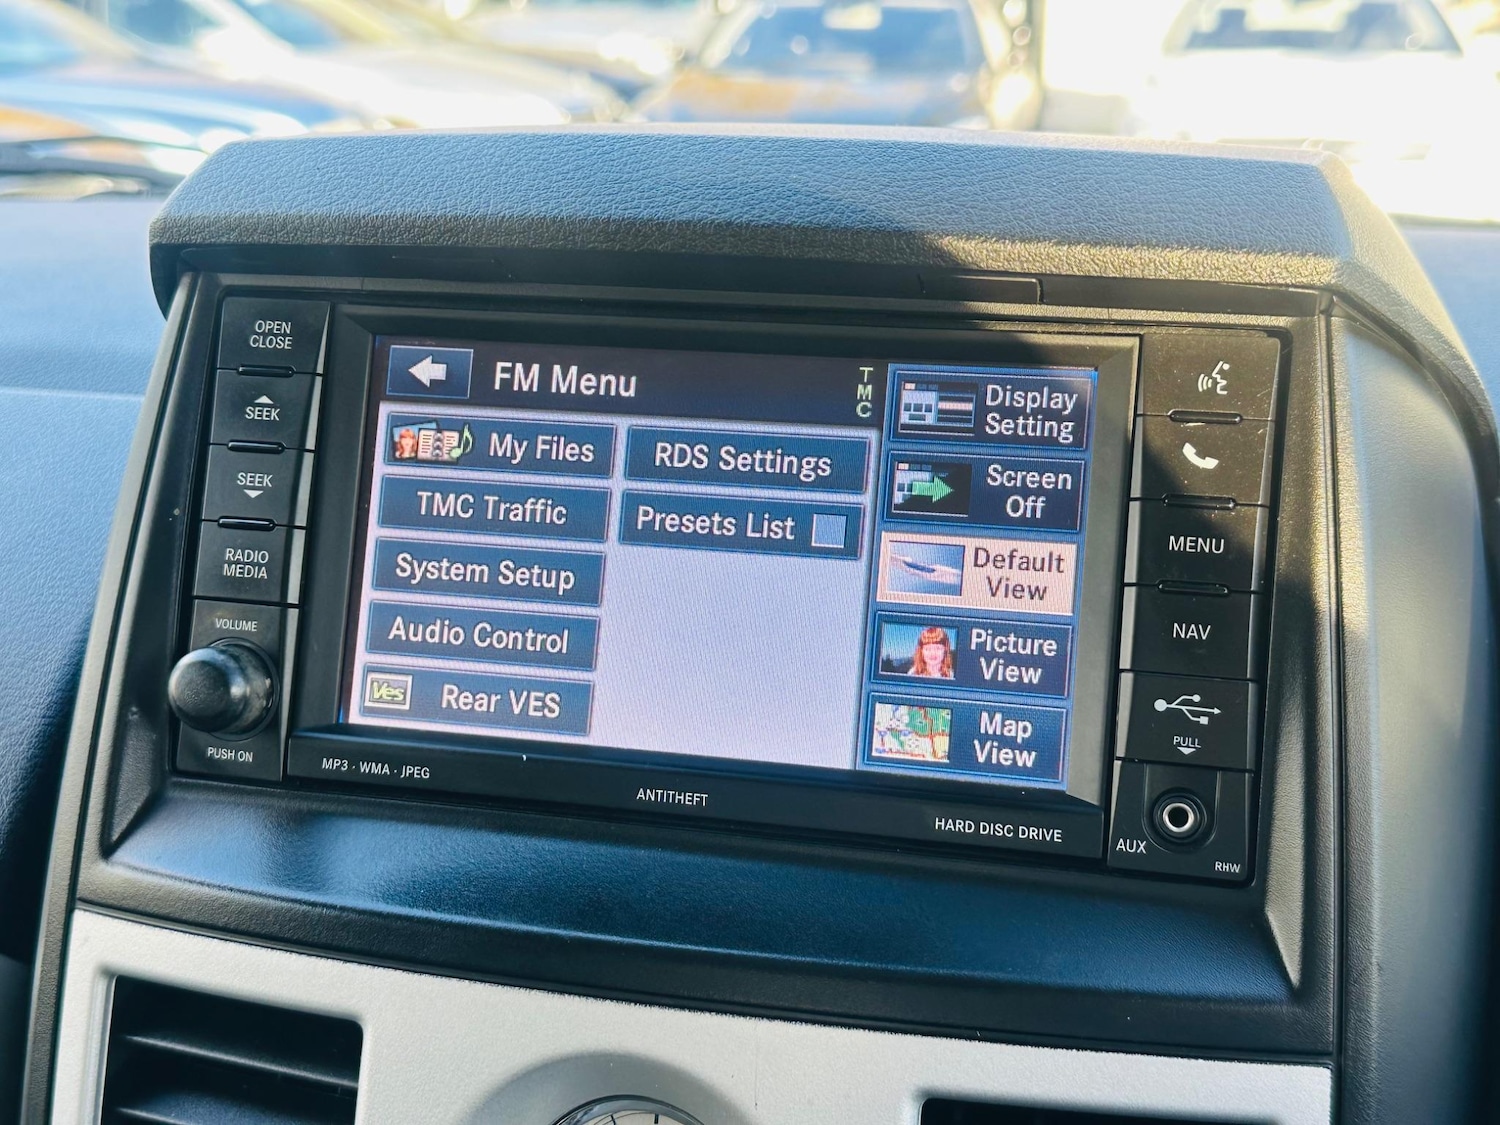 OPEN
CLOSE
SEEK
SEEK
RADIO
MEDIA
VOLUME
PUSH ON
FM Menu
TMC
My Files
RDS Settings
TMC Traffic
Presets List
System Setup
Audio Control
Ves
Rear VES
Display
Setting
Screen
Off
Default
View
Picture
View
Map
View
MENU
NAV
PULL
AUX
RHW
MP3 · WMA · JPEG
ANTITHEFT
HARD DISC DRIVE